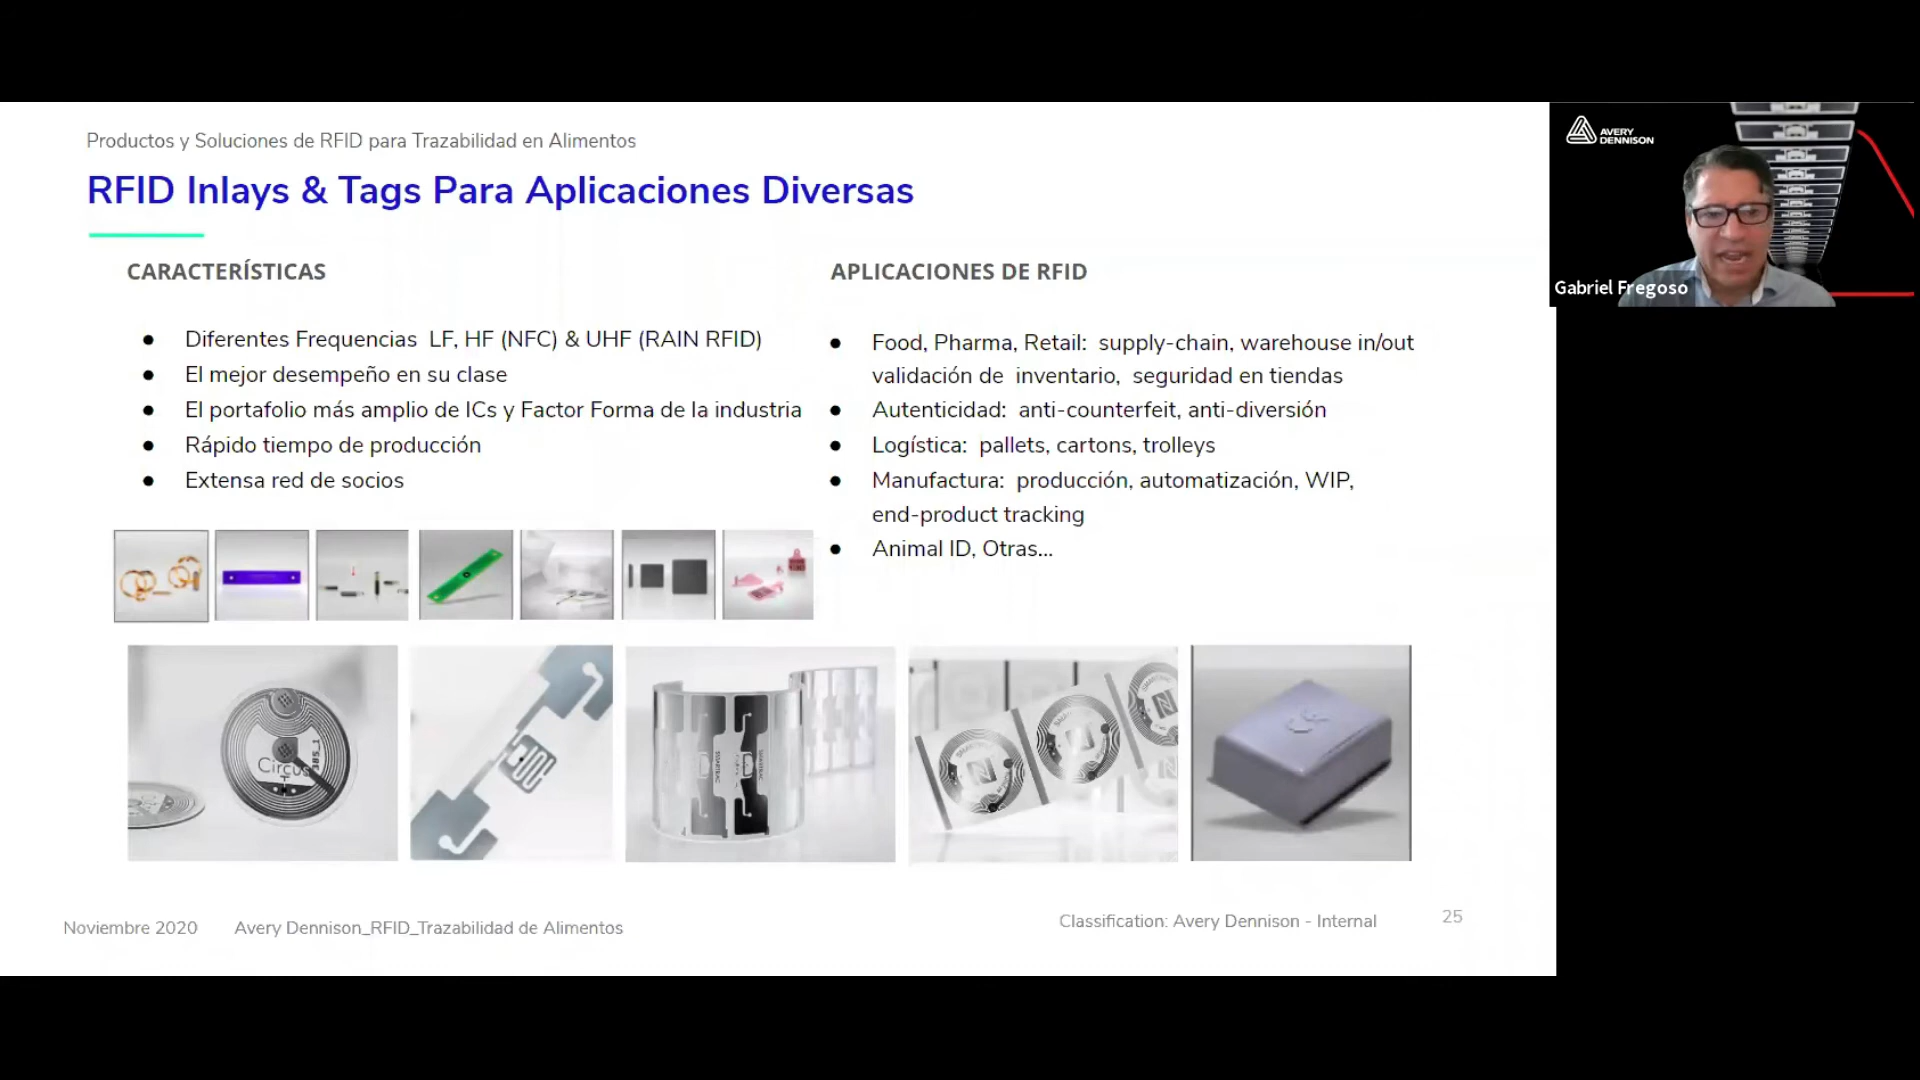 Productos y Soluciones de RFID para Trazabilidad en Alimentos
RFID Inlays & Tags Para Aplicaciones Diversas
CARACTERÍSTICAS
● Diferentes Frequencias LF, HF (NFC) & UHF (RAIN RFID)
● El mejor desempeño en su clase
● El portafolio más amplio de ICs y Factor Forma de la industria
● Rápido tiempo de producción
● Extensa red de socios
APLICACIONES DE RFID
● Food, Pharma, Retail: supply-chain, warehouse in/out
validación de inventario, seguridad en tiendas
● Autenticidad: anti-counterfeit, anti-diversión
● Logística: pallets, cartons, trolleys
● Manufactura: producción, automatización, WIP,
end-product tracking
● Animal ID, Otras...
Circus
Noviembre 2020
Avery Dennison_RFID_Trazabilidad de Alimentos
Classification: Avery Dennison - Internal
25
AVERY
DENNISON
Gabriel Fregoso